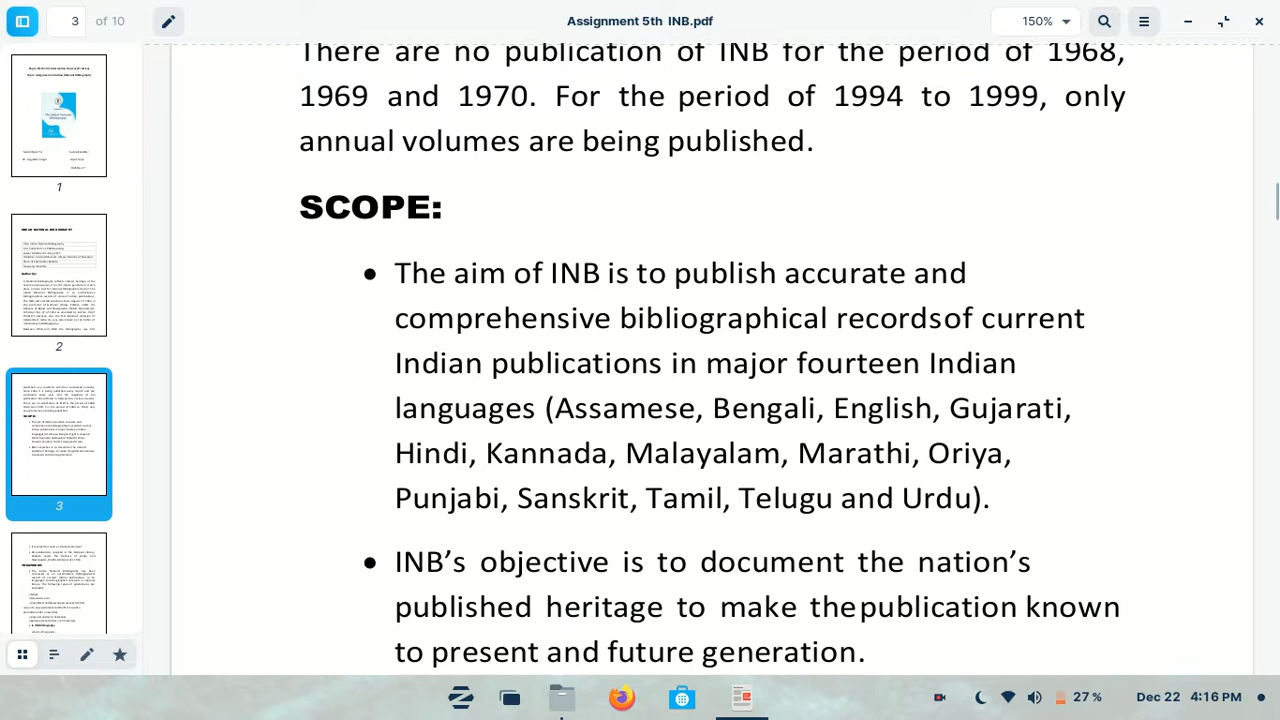 3 of 10
Assignment 5th INB.pdf
150%
There are no publication of INB for the period of 1968,
1969 and 1970. For the period of 1994 to 1999, only
annual volumes are being published.
SCOPE:
• The aim of INB is to publish accurate and
comprehensive bibliographical recordsof current
Indian publications in major fourteen Indian
languages (Assamese, Bengali, English, Gujarati,
Hindi, Kannada, Malayalam, Marathi, Oriya,
Punjabi, Sanskrit, Tamil, Telugu and Urdu).
• INB’s objective is to document the nation’s
published heritage to make thepublication known
to present and future generation.
1
2
3
27 %
Dec 22 4:16 PM